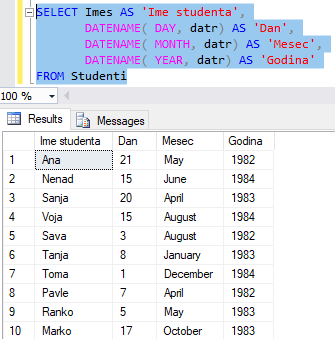 SELECT Imes AS 'Ime studenta',
DATENAME( DAY, datr) AS 'Dan',
DATENAME( MONTH, datr) AS 'Mesec',
DATENAME( YEAR, datr) AS 'Godina'
FROM Studenti
100 %
Results Messages
Ime studenta Dan Mesec Godina
1 Ana 21 May 1982
2 Nenad 15 June 1984
3 Sanja 20 April 1983
4 Voja 15 August 1984
5 Sava 3 August 1982
6 Tanja 8 January 1983
7 Toma 1 December 1984
8 Pavle 7 April 1982
9 Ranko 5 May 1983
10 Marko 17 October 1983